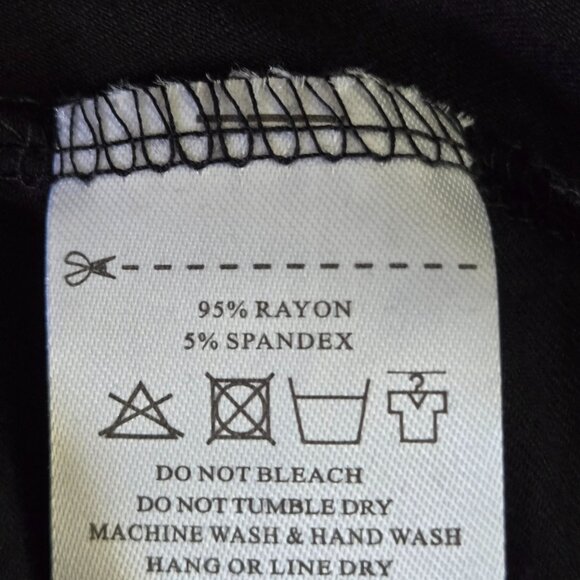 95% RAYON
5% SPANDEX
DO NOT BLEACH
DO NOT TUMBLE DRY
MACHINE WASH & HAND WASH
HANG OR LINE DRY